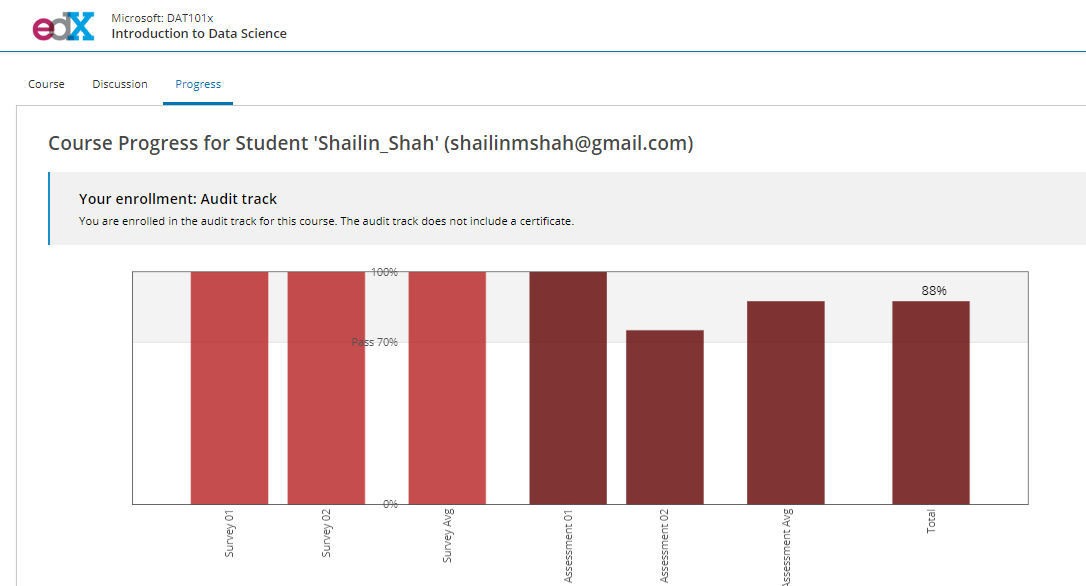 edX
Microsoft: DAT101x
Introduction to Data Science
Course
Discussion
Progress
Course Progress for Student 'Shailin_Shah' (shailinmshah@gmail.com)
Your enrollment: Audit track
You are enrolled in the audit track for this course. The audit track does not include a certificate.
100%
88%
Pass 70%
0%
Survey 01
Survey 02
Survey Avg
Assessment 01
Assessment 02
Assessment Avg
Total